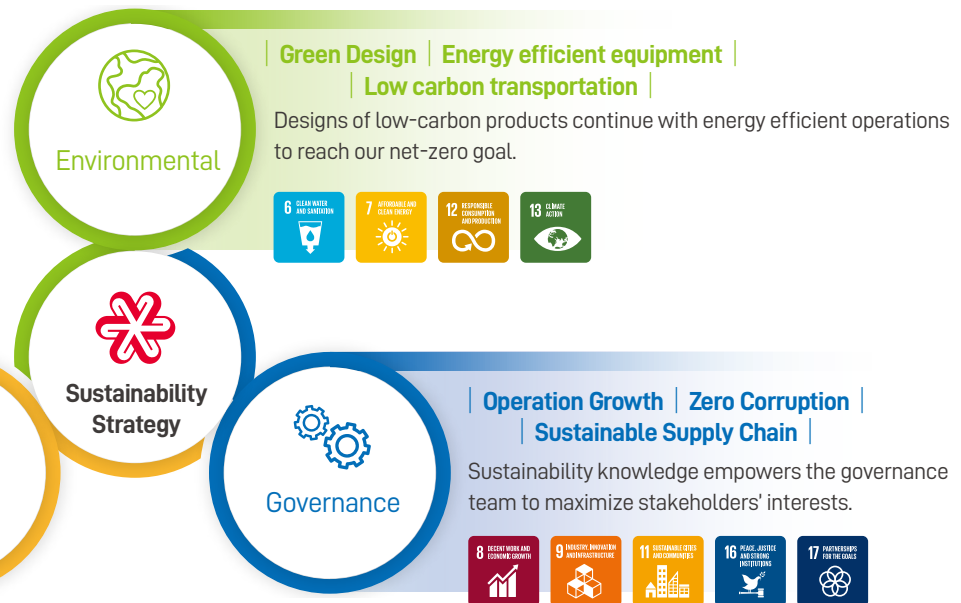 | Green Design | Energy efficient equipment |
| Low carbon transportation |
Designs of low-carbon products continue with energy efficient operations
to reach our net-zero goal.
Environmental
6 CLEAN WATER
AND SANITATION
7 AFFORDABLE AND
CLEAN ENERGY
12 RESPONSIBLE
CONSUMPTION
AND PRODUCTION
13 CLIMATE
ACTION
Sustainability
Strategy
Governance
| Operation Growth | Zero Corruption |
| Sustainable Supply Chain |
Sustainability knowledge empowers the governance
team to maximize stakeholders' interests.
8 DECENT WORK AND
ECONOMIC GROWTH
9 INDUSTRY, INNOVATION
AND INFRASTRUCTURE
11 SUSTAINABLE CITIES
AND COMMUNITIES
16 PEACE, JUSTICE
AND STRONG
INSTITUTIONS
17 PARTNERSHIPS
FOR THE GOALS